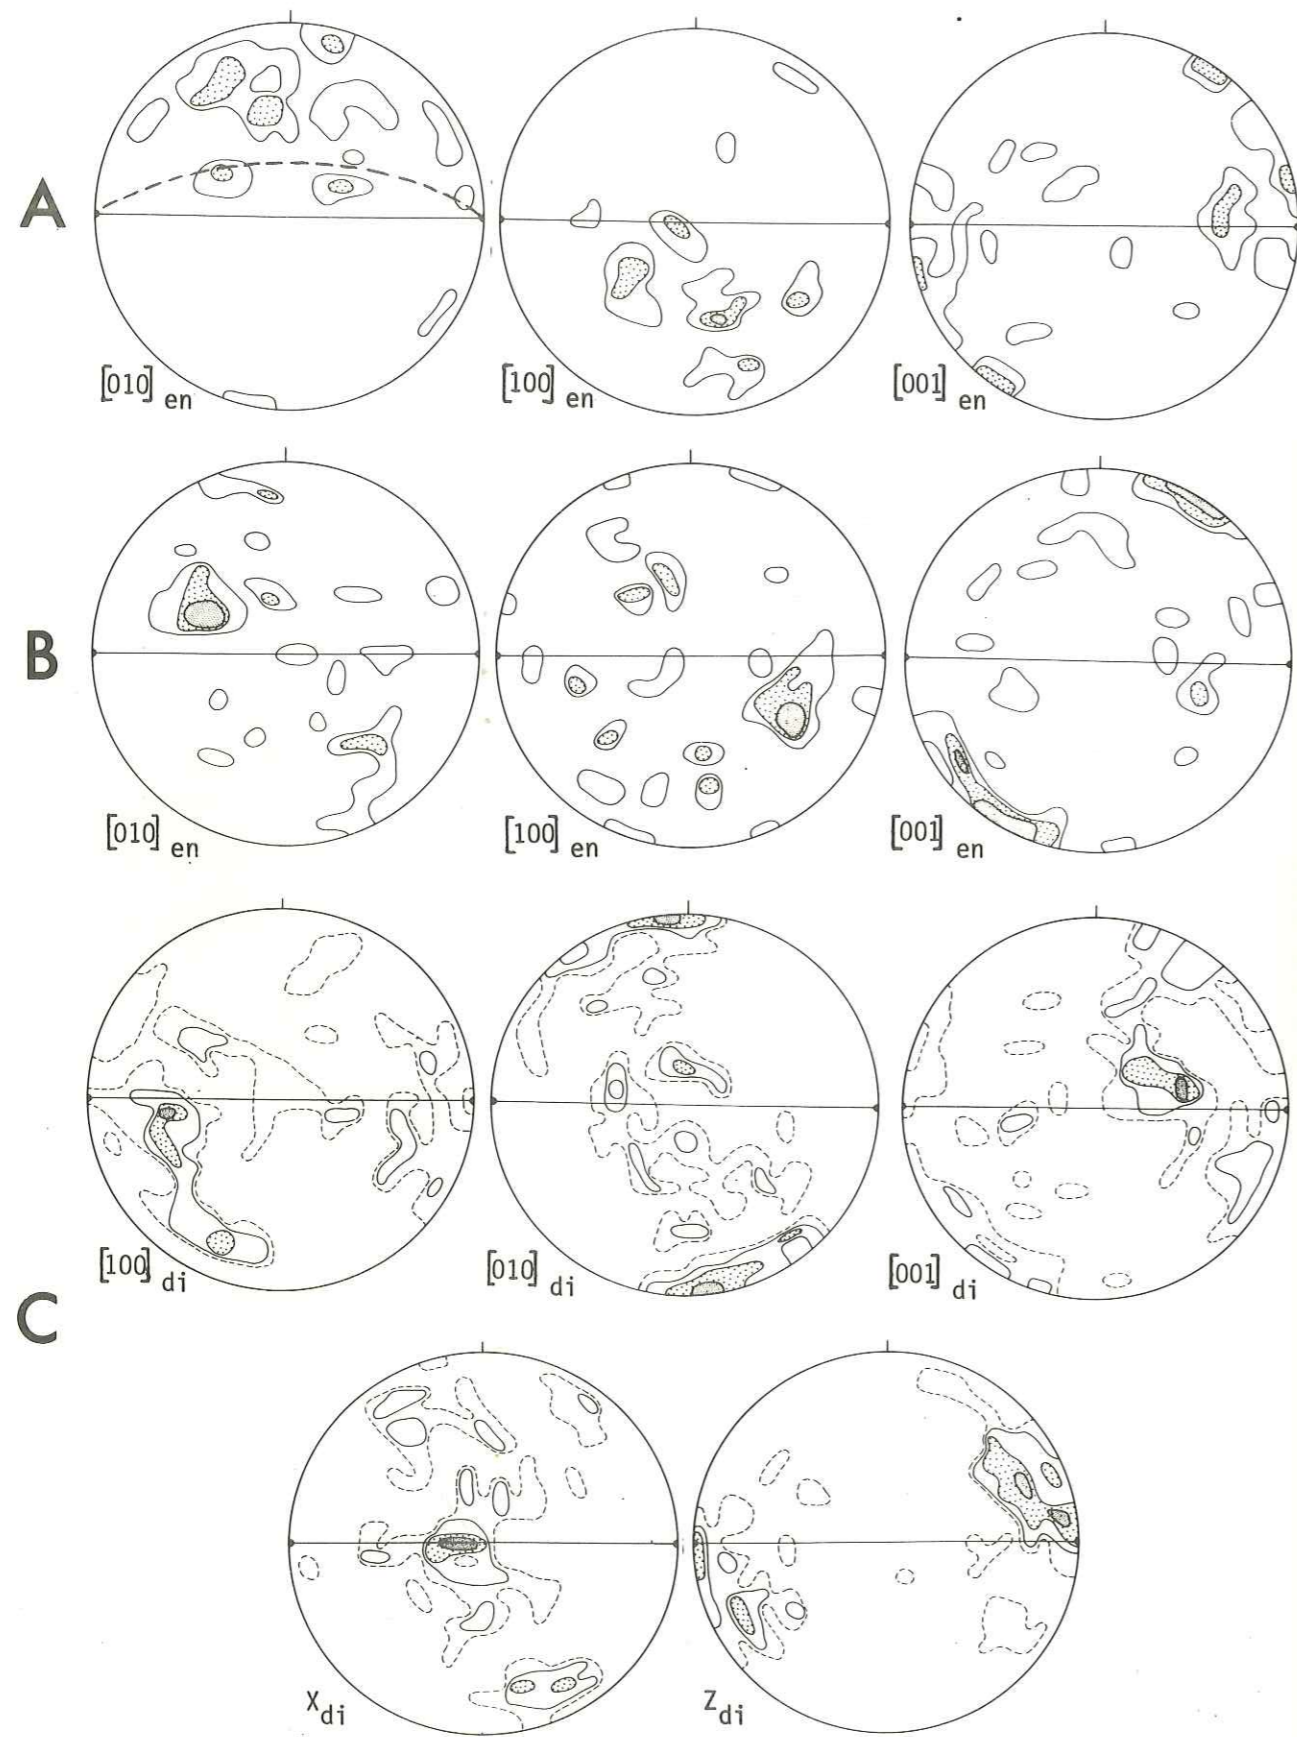 A
[010] en
[100] en
[001] en
B
[010] en
[100] en
[001] en
C
[100] di
[010] di
[001] di
X di
Z di